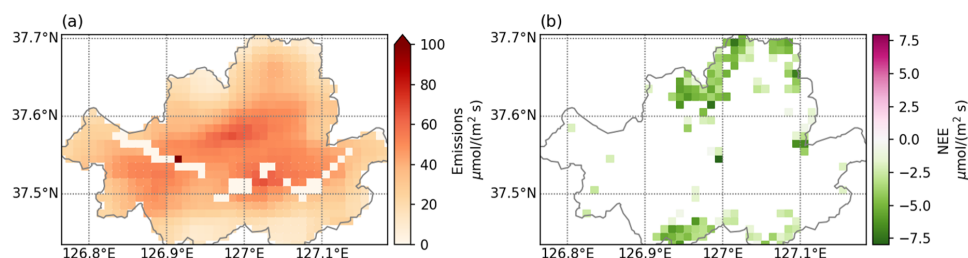 (a)
37.7°N
37.6°N
37.5°N
126.8°E 126.9°E 127°E 127.1°E
100
80
60
40
20
0
Emissions
μmol/(m² s)
(b)
37.7°N
37.6°N
37.5°N
126.8°E 126.9°E 127°E 127.1°E
7.5
5.0
2.5
0.0
−2.5
−5.0
−7.5
NEE
μmol/(m² s)